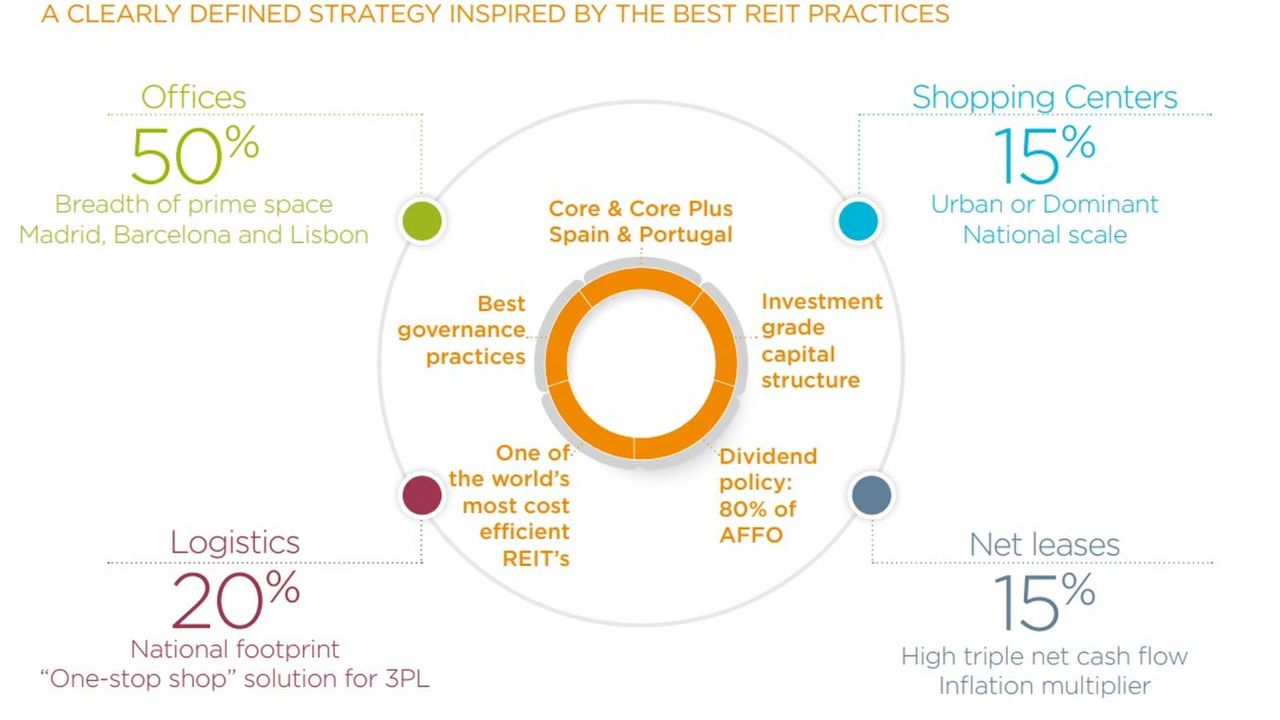 A CLEARLY DEFINED STRATEGY INSPIRED BY THE BEST REIT PRACTICES
Offices
50%
Breadth of prime space
Madrid, Barcelona and Lisbon
Shopping Centers
15%
Urban or Dominant
National scale
Core & Core Plus
Spain & Portugal
Best
governance
practices
Investment
grade
capital
structure
One of
the world's
most cost
efficient
REIT's
Dividend
policy:
80% of
AFFO
Logistics
20%
National footprint
“One-stop shop” solution for 3PL
Net leases
15%
High triple net cash flow
Inflation multiplier